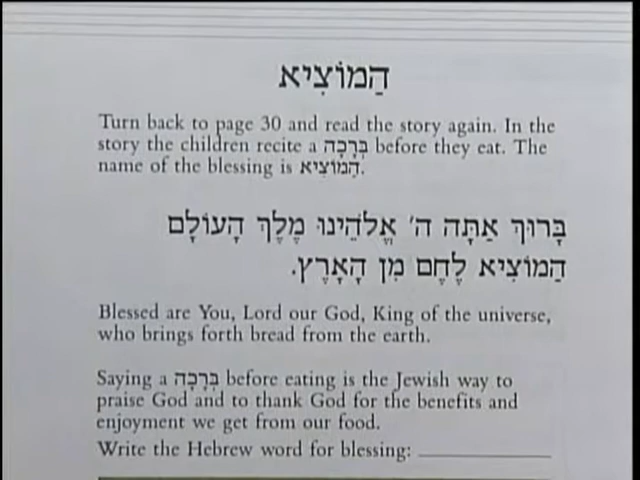 הַמוֹצִיא
Turn back to page 30 and read the story again. In the
story the children recite a בְּרָכָה before they eat. The
name of the blessing is הַמוֹצִיא.
בָּרוּךְ אַתָּה ה׳ אֱלֹהֵינוּ מֶלֶךְ הָעוֹלָם
הַמוֹצִיא לֶחֶם מִן הָאָרֶץ.
Blessed are You, Lord our God, King of the universe,
who brings forth bread from the earth.
Saying a בְּרָכָה before eating is the Jewish way to
praise God and to thank God for the benefits and
enjoyment we get from our food.
Write the Hebrew word for blessing: